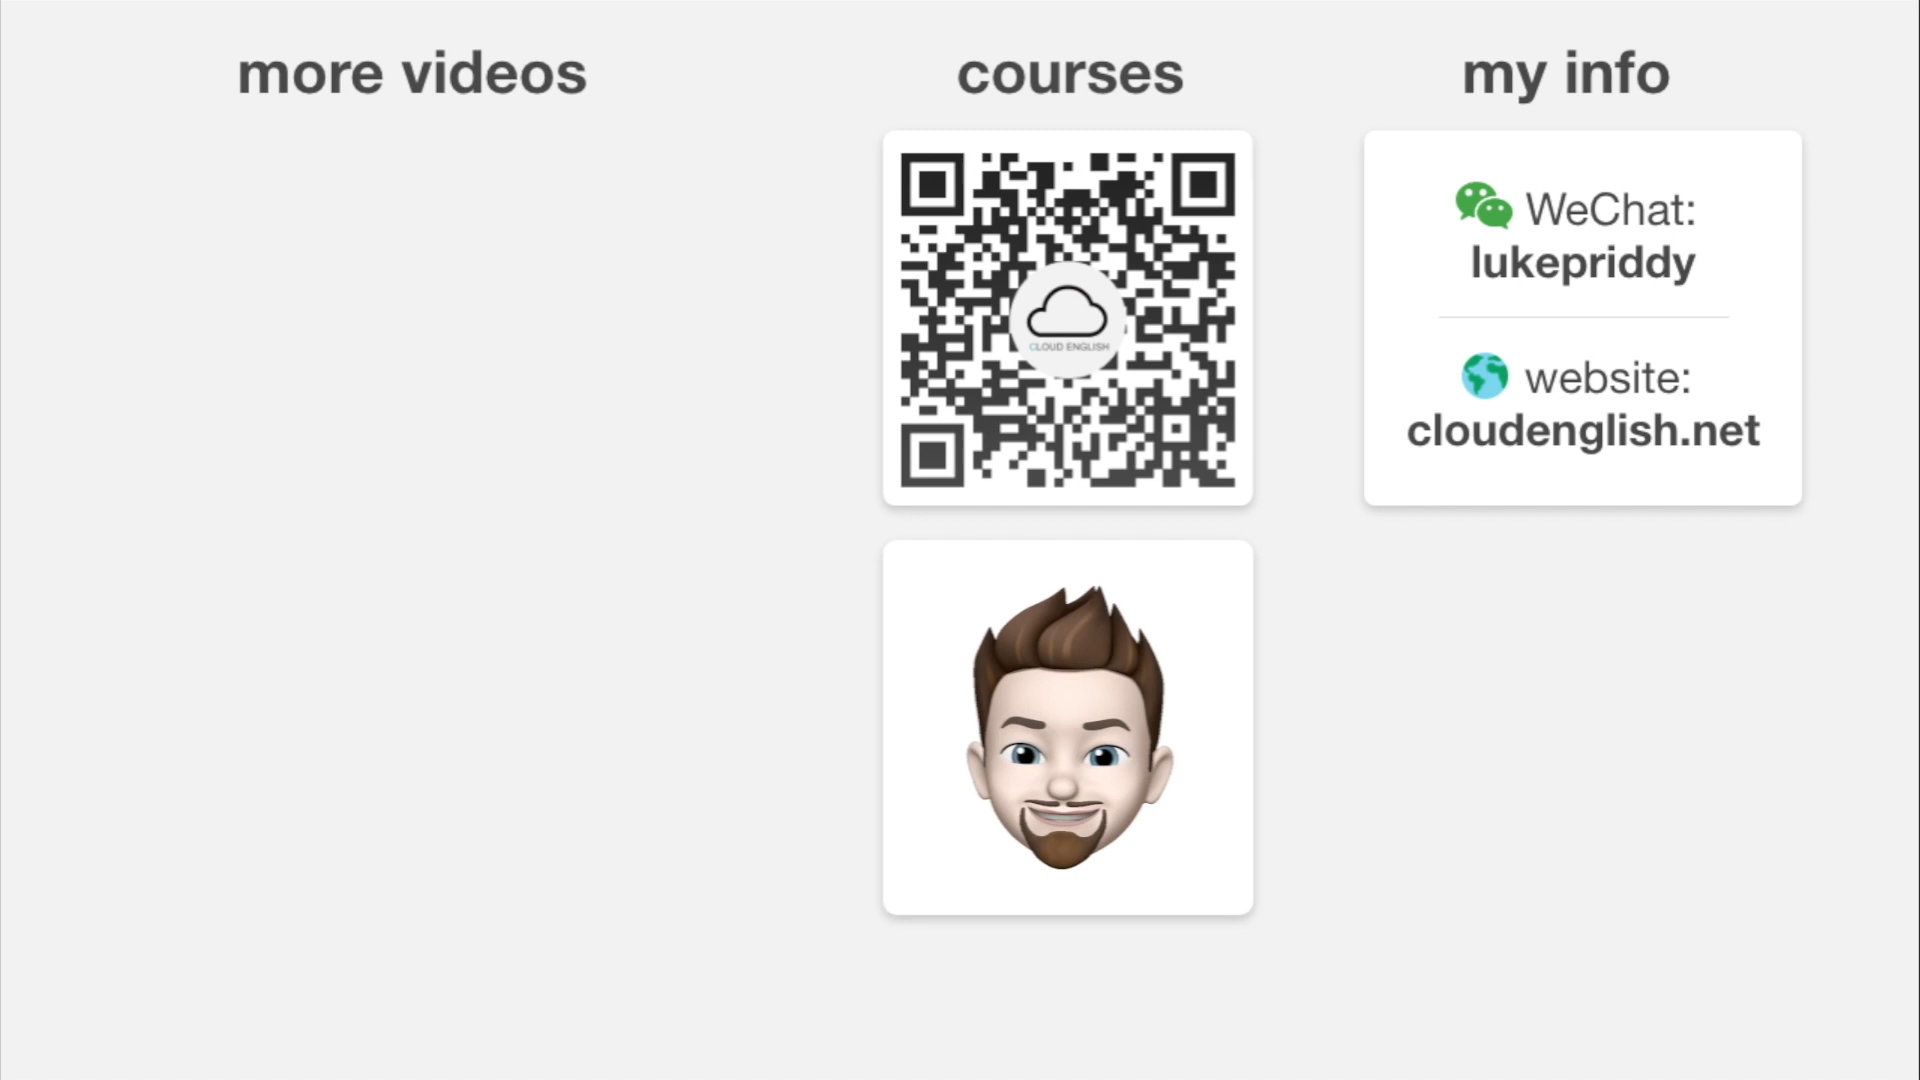 more videos
courses
my info
CLOUD ENGLISH
WeChat:
lukepriddy
website:
cloudenglish.net